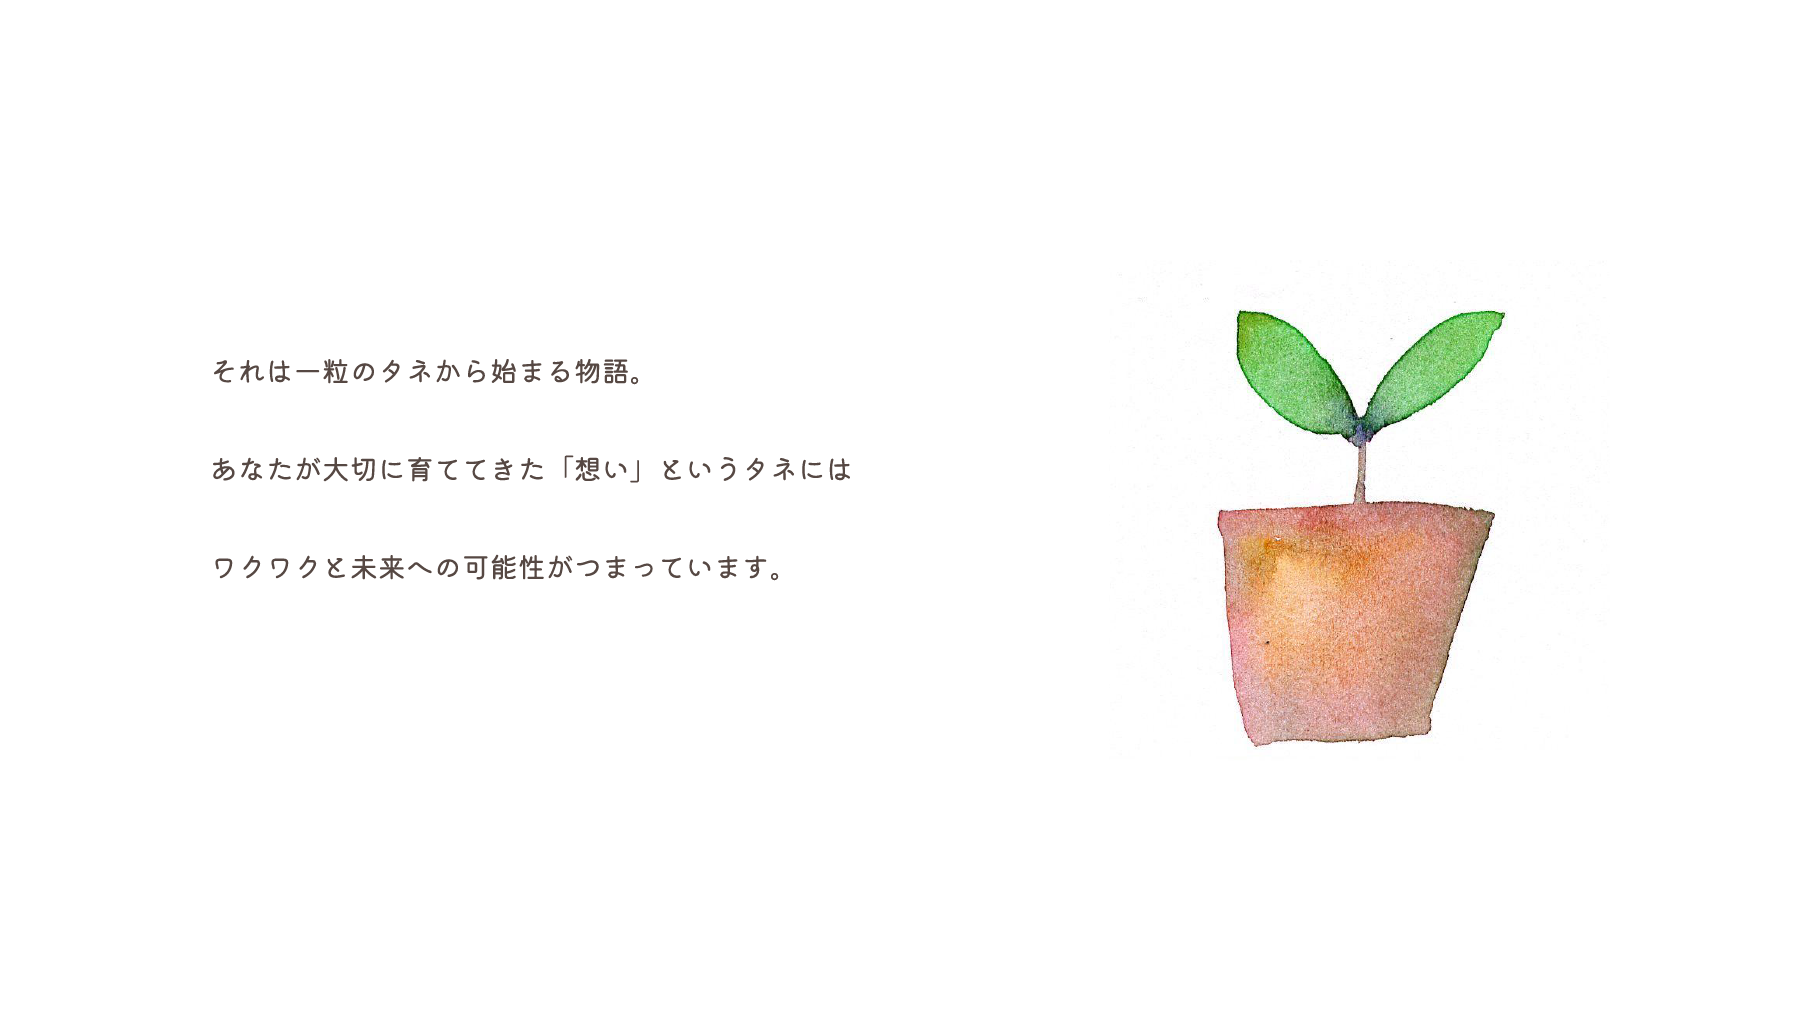 それは一粒のタネから始まる物語。
あなたが大切に育ててきた「想い」というタネには
ワクワクと未来への可能性がつまっています。